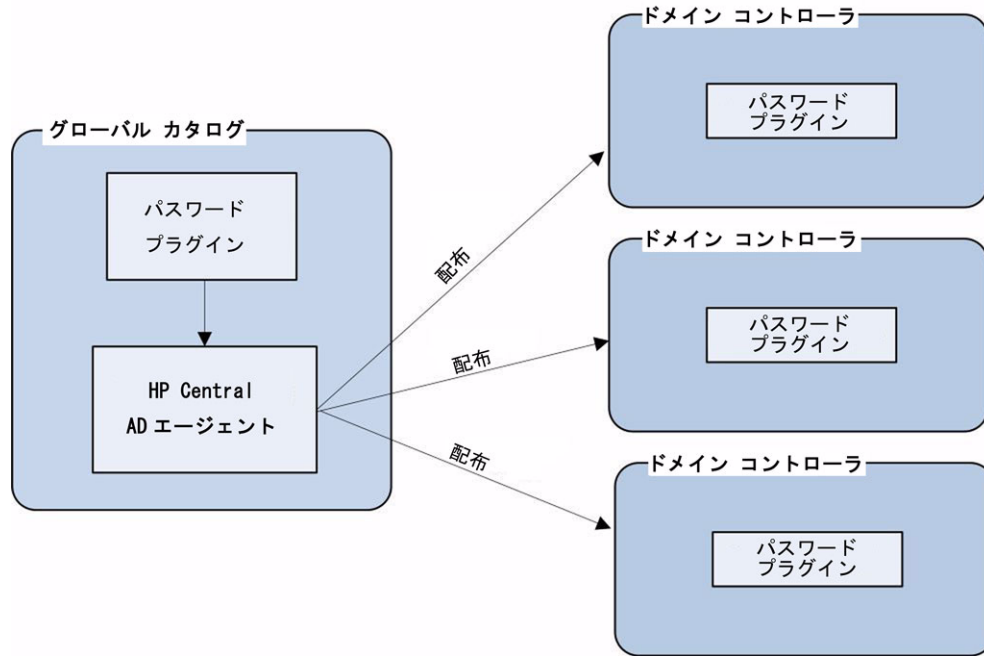 グローバル カタログ
パスワード
プラグイン
HP Central
ADエージェント
配布
配布
配布
ドメイン コントローラ
パスワード
プラグイン
ドメイン コントローラ
パスワード
プラグイン
ドメイン コントローラ
パスワード
プラグイン